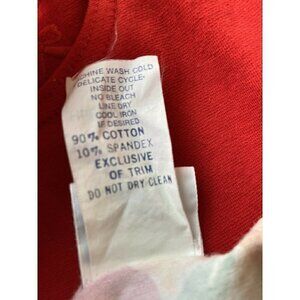 CHINE WASH COLD
DELICATE CYCLE-
INSIDE OUT
NO BLEACH
LINE DRY
COOL IRON
IF DESIRED
90% COTTON
10% SPANDEX
EXCLUSIVE
OF TRIM
DO NOT DRY CLEAN